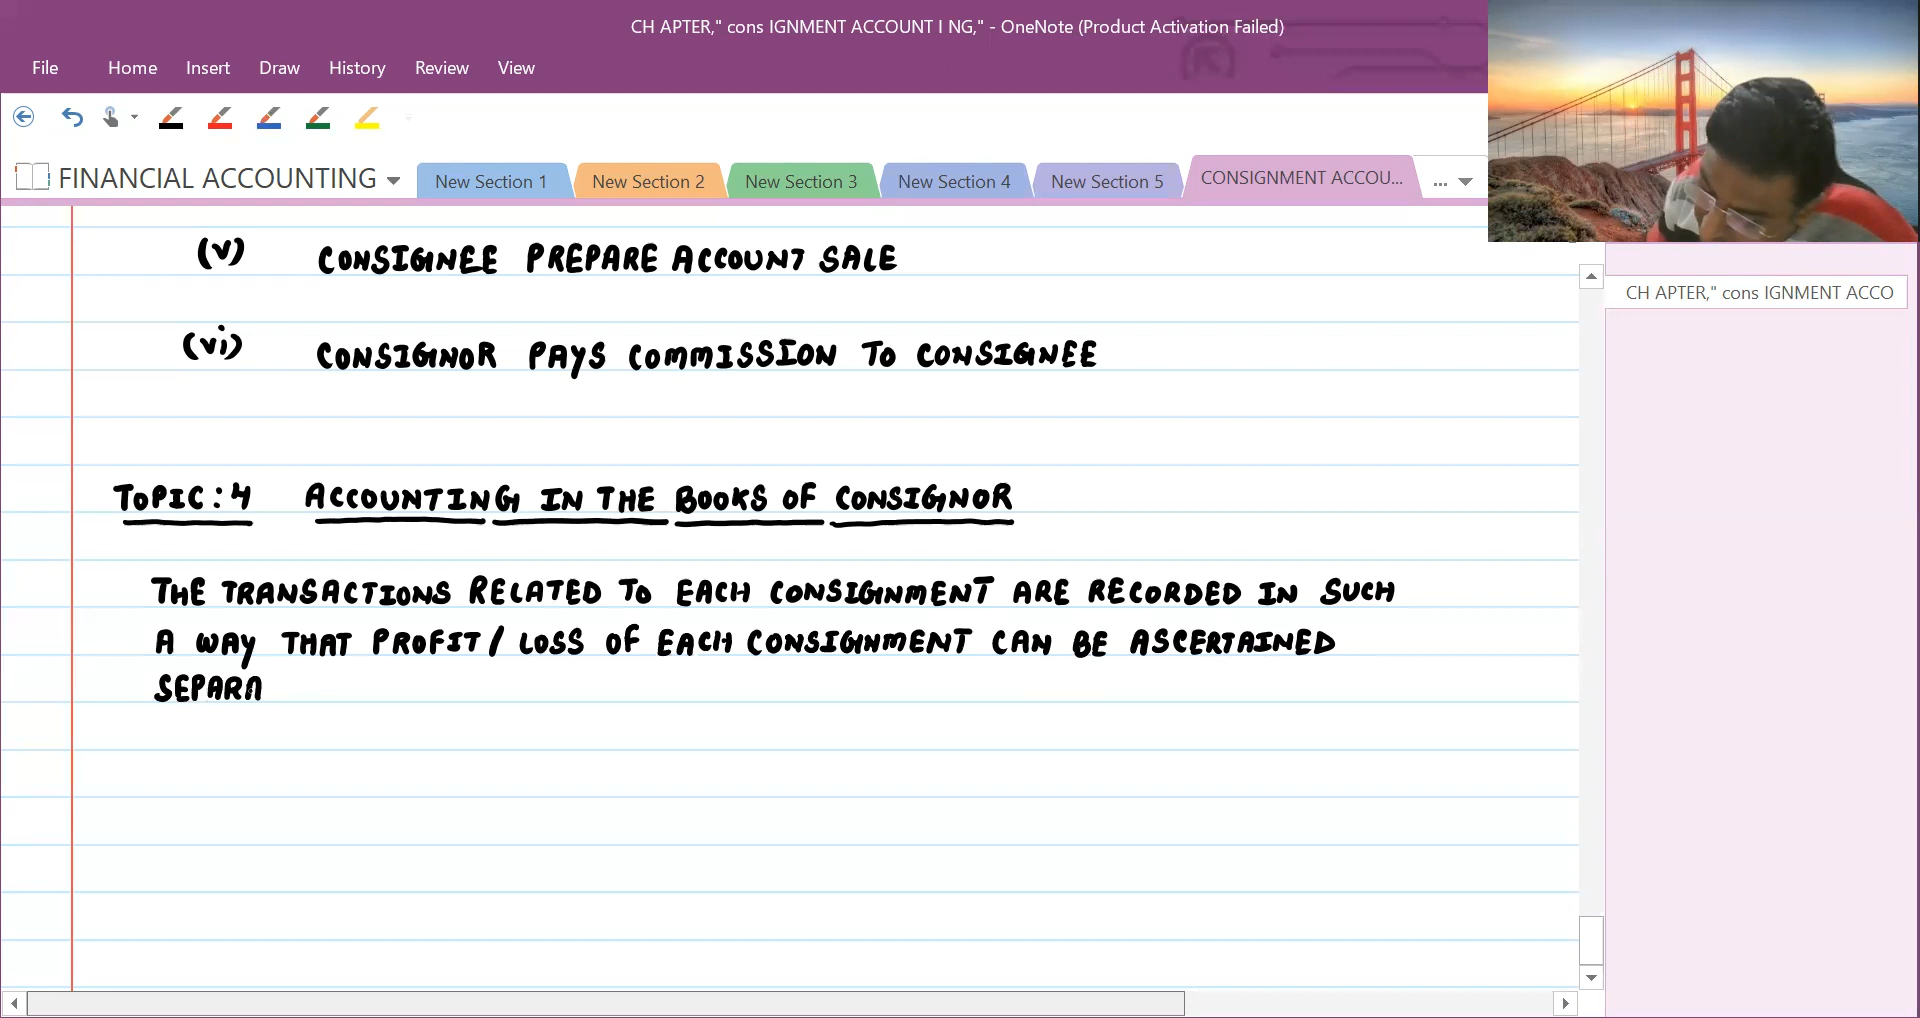 CH APTER," cons IGNMENT ACCOUNT I NG," - OneNote (Product Activation Failed)
File Home Insert Draw History Review View
FINANCIAL ACCOUNTING New Section 1 New Section 2 New Section 3 New Section 4 New Section 5 CONSIGNMENT ACCOU... ...
CH APTER," cons IGNMENT ACCO
(v) CONSIGNEE PREPARE ACCOUNT SALE
(vi) CONSIGNOR PAYS COMMISSION TO CONSIGNEE
TOPIC : 4 ACCOUNTING IN THE BOOKS OF CONSIGNOR
THE TRANSACTIONS RELATED TO EACH CONSIGNMENT ARE RECORDED IN SUCH
A WAY THAT PROFIT / LOSS OF EACH CONSIGNMENT CAN BE ASCERTAINED
SEPARA